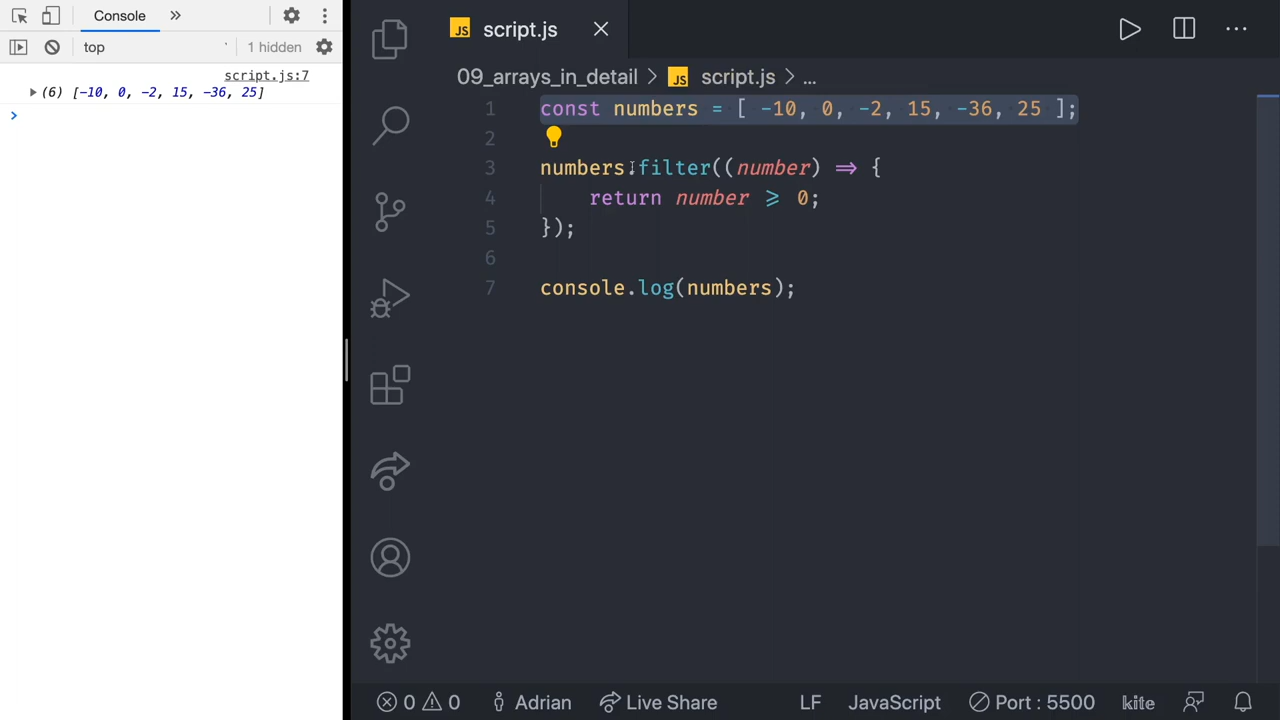 Console
top
1 hidden
script.js:7
(6) [-10, 0, -2, 15, -36, 25]
JS script.js
09_arrays_in_detail > JS script.js > ...
1 const numbers = [ -10, 0, -2, 15, -36, 25 ];
2
3 numbers.filter((number) => {
4 return number >= 0;
5 });
6
7 console.log(numbers);
0 0 Adrian Live Share LF JavaScript Port : 5500 kite